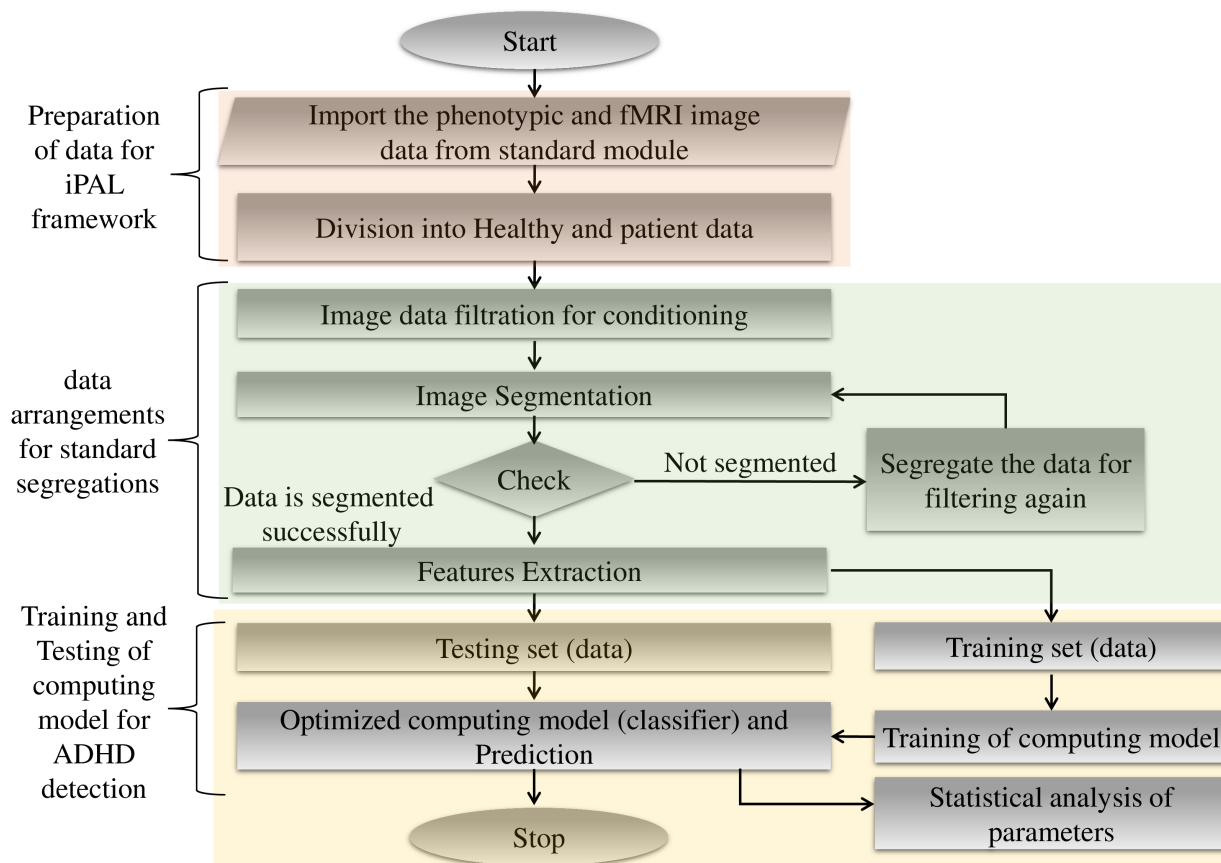 Start
Preparation
of data for
iPAL
framework
Import the phenotypic and fMRI image
data from standard module
Division into Healthy and patient data
data
arrangements
for standard
segregations
Image data filtration for conditioning
Image Segmentation
Check
Not segmented
Segregate the data for
filtering again
Data is segmented
successfully
Features Extraction
Training and
Testing of
computing
model for
ADHD
detection
Testing set (data)
Training set (data)
Optimized computing model (classifier) and
Prediction
Training of computing model
Statistical analysis of
parameters
Stop